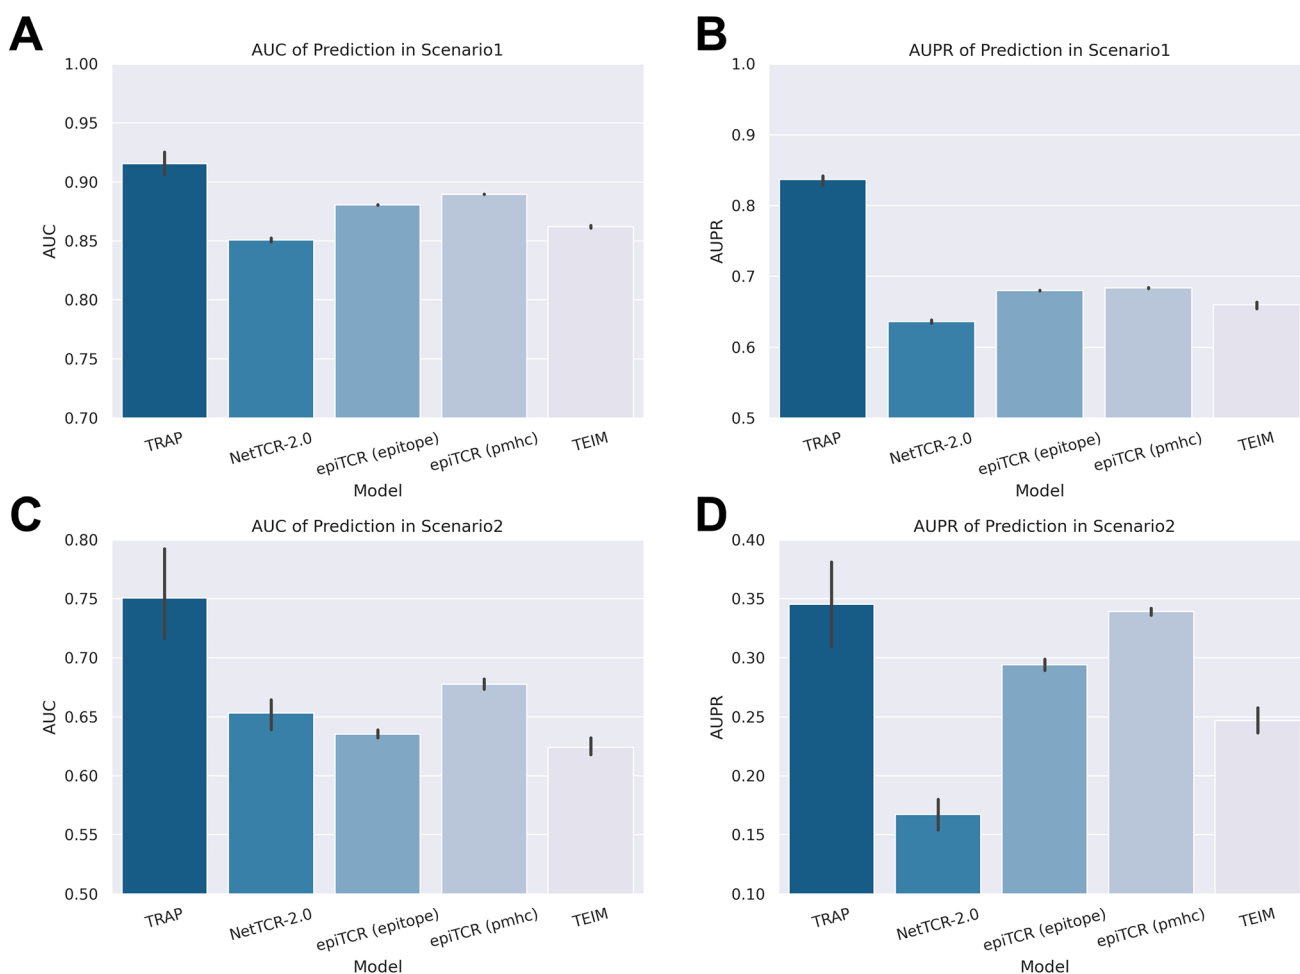 A
AUC of Prediction in Scenario1
1.00
0.95
0.90
0.85
0.80
0.75
0.70
AUC
TRAP
NetTCR-2.0
epiTCR (epitope)
epiTCR (pmhc)
TEIM
Model
B
AUPR of Prediction in Scenario1
1.0
0.9
0.8
0.7
0.6
0.5
AUPR
TRAP
NetTCR-2.0
epiTCR (epitope)
epiTCR (pmhc)
TEIM
Model
C
AUC of Prediction in Scenario2
0.80
0.75
0.70
0.65
0.60
0.55
0.50
AUC
TRAP
NetTCR-2.0
epiTCR (epitope)
epiTCR (pmhc)
TEIM
Model
D
AUPR of Prediction in Scenario2
0.40
0.35
0.30
0.25
0.20
0.15
0.10
AUPR
TRAP
NetTCR-2.0
epiTCR (epitope)
epiTCR (pmhc)
TEIM
Model